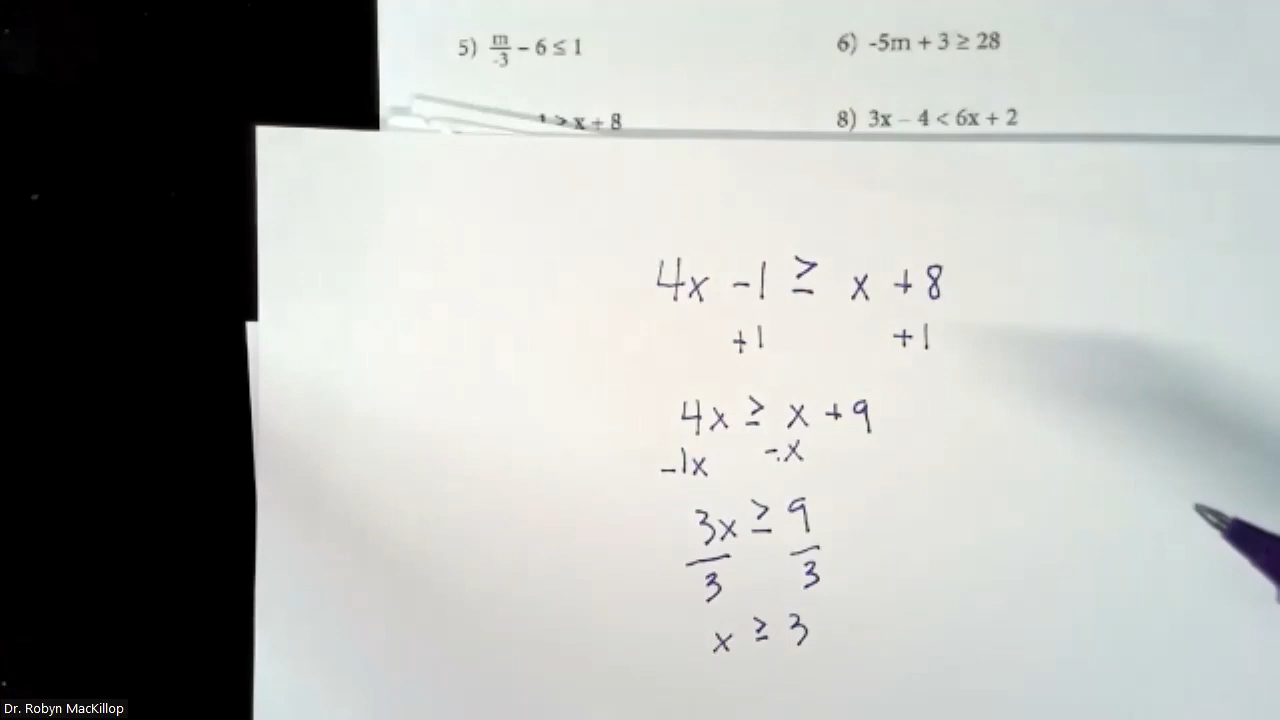 5) m/-3 – 6 ≤ 1
6) -5m + 3 ≥ 28
≥ x + 8
8) 3x – 4 < 6x + 2
4x -1 ≥ x + 8
+1 +1
4x ≥ x + 9
-1x -x
3x ≥ 9
3 3
x ≥ 3
Dr. Robyn MacKillop